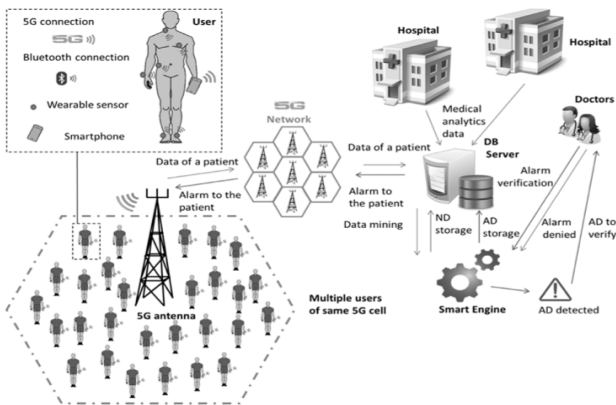 5G connection
5G
User
Bluetooth connection
Wearable sensor
Smartphone
Hospital
Hospital
Medical
analytics
data
Doctors
5G
Network
Data of a patient
Data of a patient
DB
Server
Alarm
verification
Alarm to the
patient
Alarm to
the patient
Data mining
ND
storage
AD
storage
Alarm
denied
AD to
verify
5G antenna
Multiple users
of same 5G cell
Smart Engine
AD detected